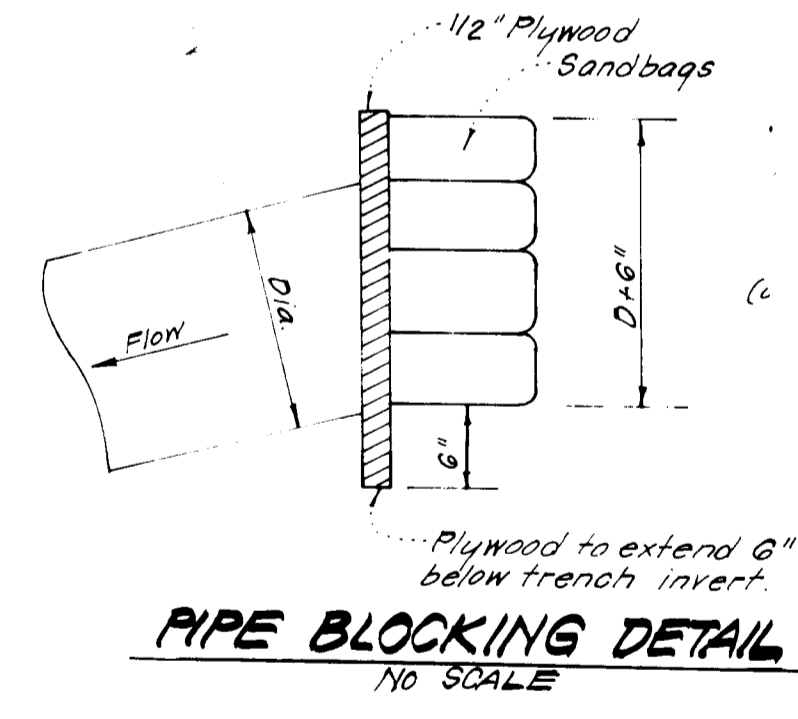 1/2" Plywood
Sandbags
Dia.
Flow
D+6"
6"
Plywood to extend 6"
below trench invert.
PIPE BLOCKING DETAIL
NO SCALE